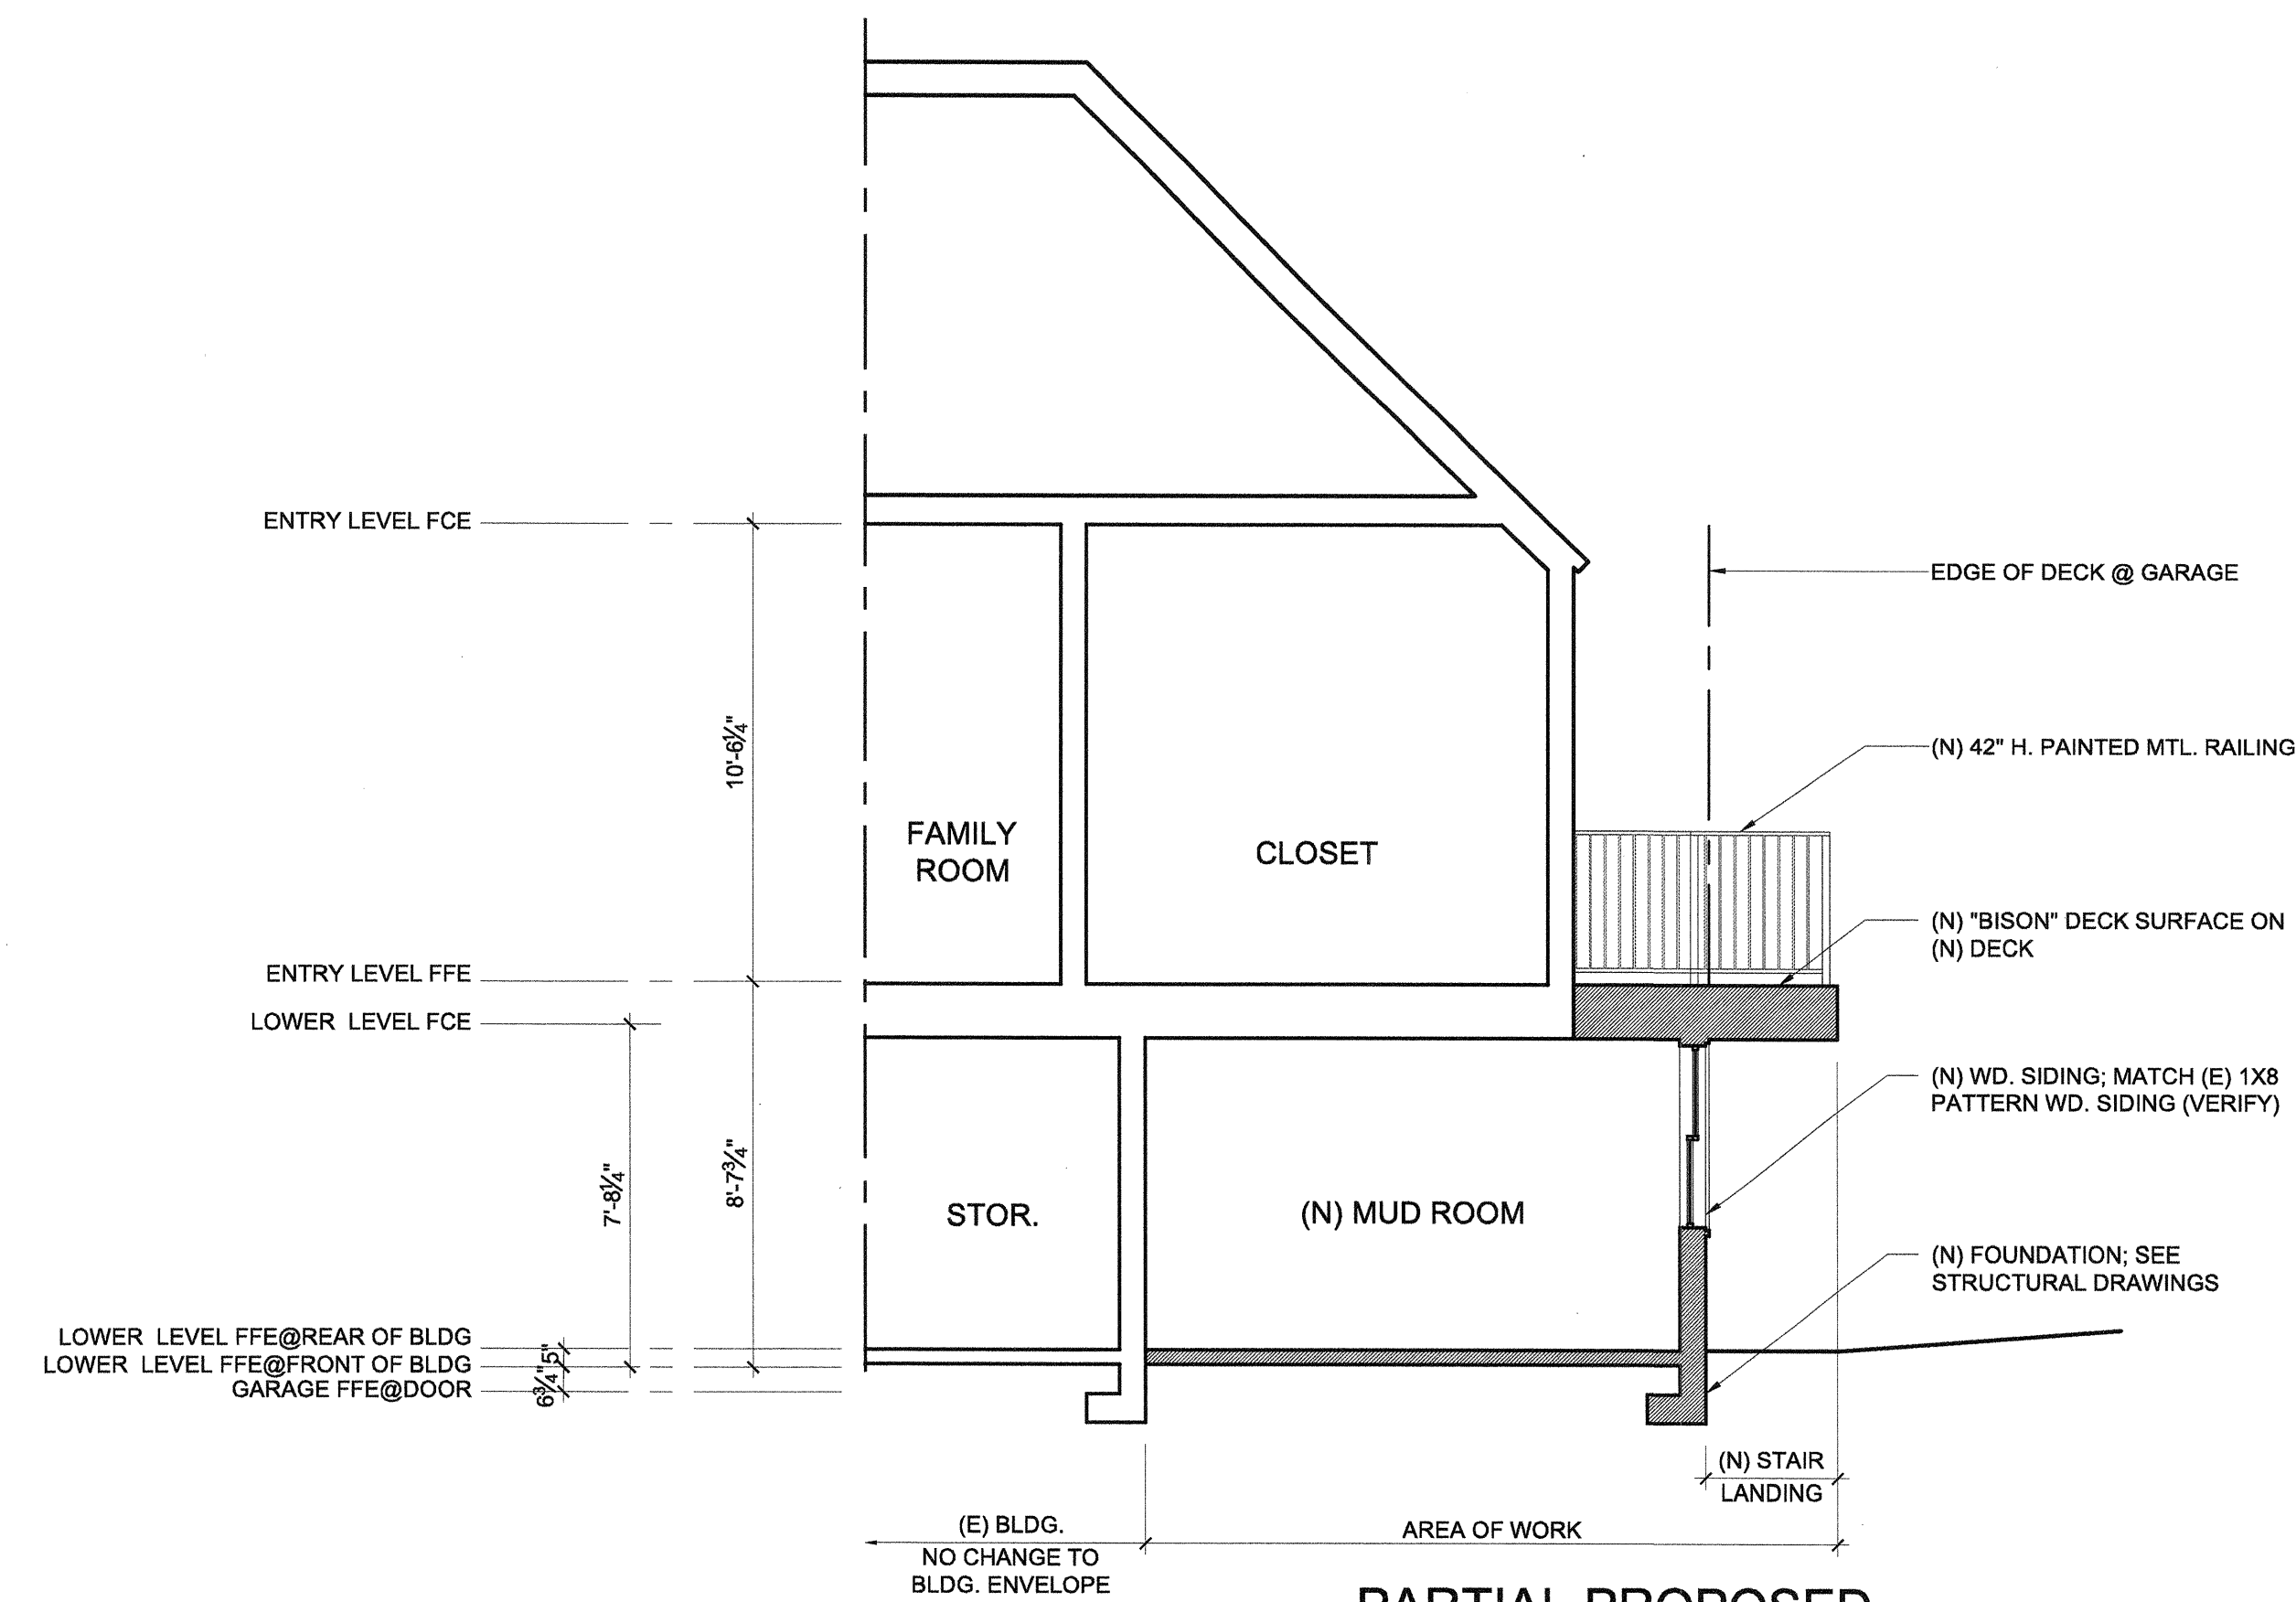 ENTRY LEVEL FCE
EDGE OF DECK @ GARAGE
(N) 42" H. PAINTED MTL. RAILING
10'-6¼"
FAMILY
ROOM
CLOSET
(N) "BISON" DECK SURFACE ON
(N) DECK
ENTRY LEVEL FFE
LOWER LEVEL FCE
(N) WD. SIDING; MATCH (E) 1X8
PATTERN WD. SIDING (VERIFY)
7'-8¼"
8'-7¾"
STOR.
(N) MUD ROOM
(N) FOUNDATION; SEE
STRUCTURAL DRAWINGS
LOWER LEVEL FFE@REAR OF BLDG
5"
LOWER LEVEL FFE@FRONT OF BLDG
6¾"
GARAGE FFE@DOOR
(N) STAIR
LANDING
(E) BLDG.
NO CHANGE TO
BLDG. ENVELOPE
AREA OF WORK
PARTIAL PROPOSED